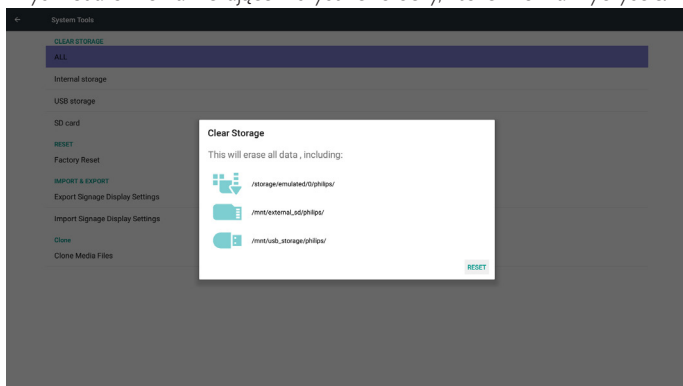 System Tools
CLEAR STORAGE
ALL
Internal storage
USB storage
SD card
RESET
Factory Reset
IMPORT & EXPORT
Export Signage Display Settings
Import Signage Display Settings
Clone
Clone Media Files
Clear Storage
This will erase all data , including:
/storage/emulated/0/philips/
/mnt/external_sd/philips/
/mnt/usb_storage/philips/
RESET